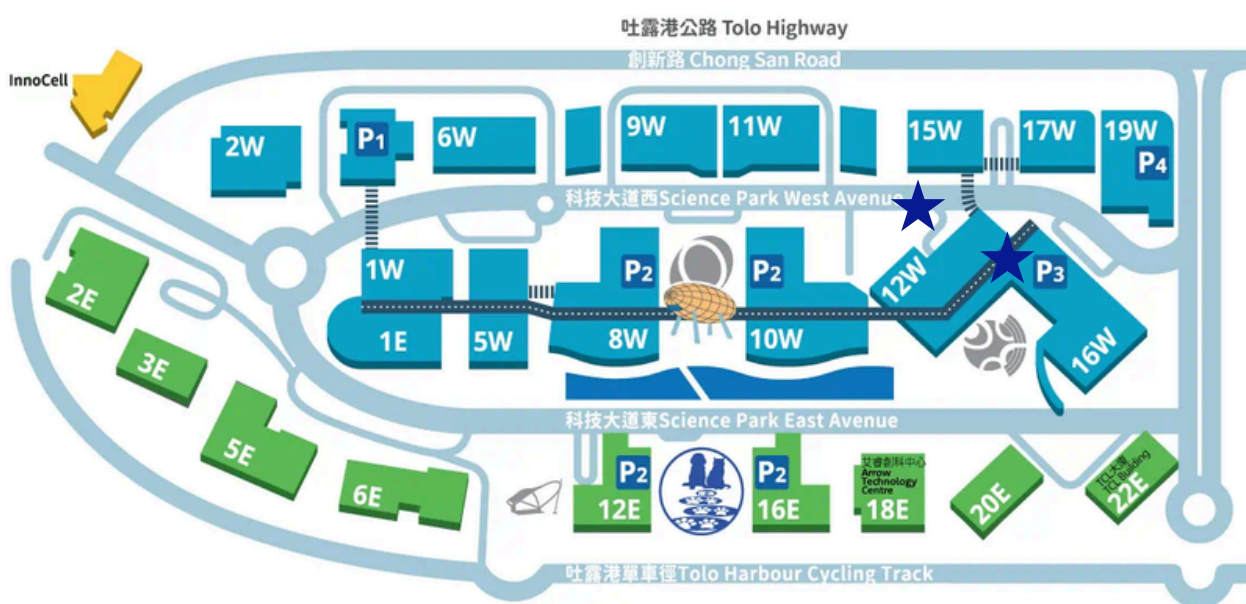 吐露港公路 Tolo Highway
創新路 Chong San Road
InnoCell
2W
P1
6W
9W
11W
15W
17W
19W
P4
科技大道西Science Park West Avenue
1W
P2
P2
12W
P3
2E
1E
5W
8W
10W
16W
3E
科技大道東Science Park East Avenue
5E
6E
P2
12E
P2
16E
艾睿創科中心
Arrow
Technology
Centre
18E
20E
TCL大廈
TCL Building
22E
吐露港單車徑Tolo Harbour Cycling Track